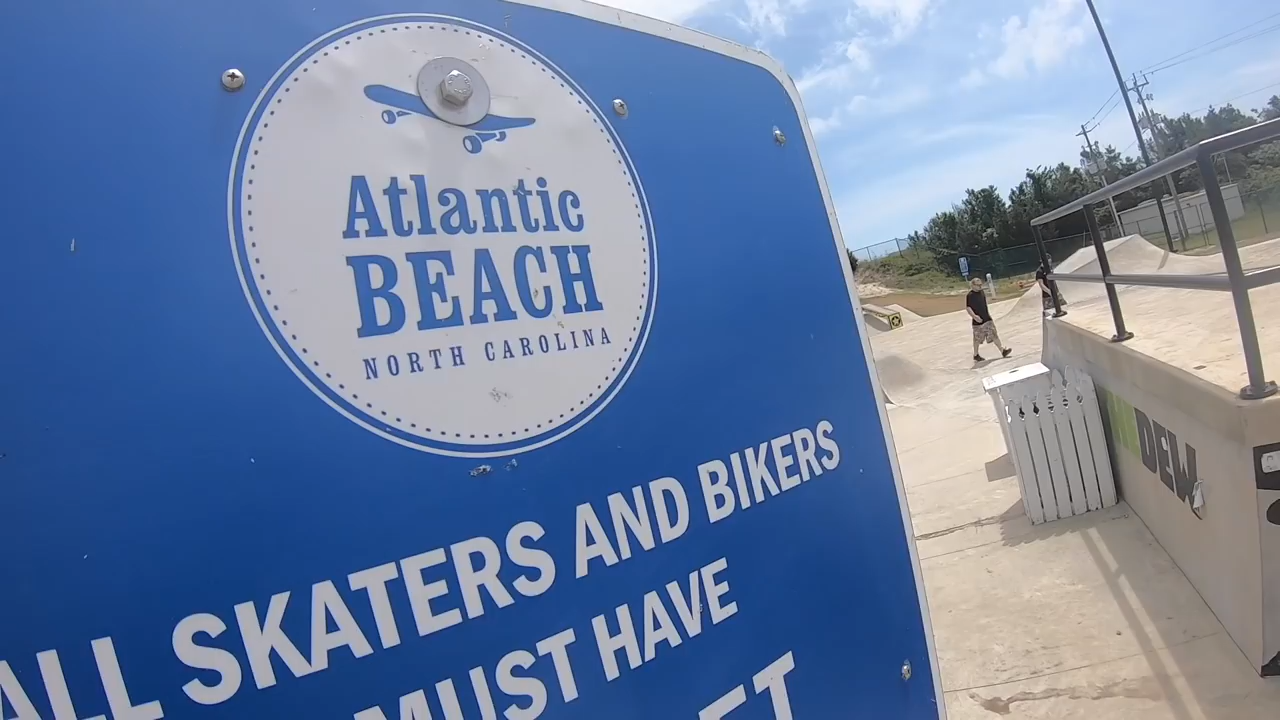 Atlantic
BEACH
NORTH CAROLINA
ALL SKATERS AND BIKERS
MUST HAVE
DEW